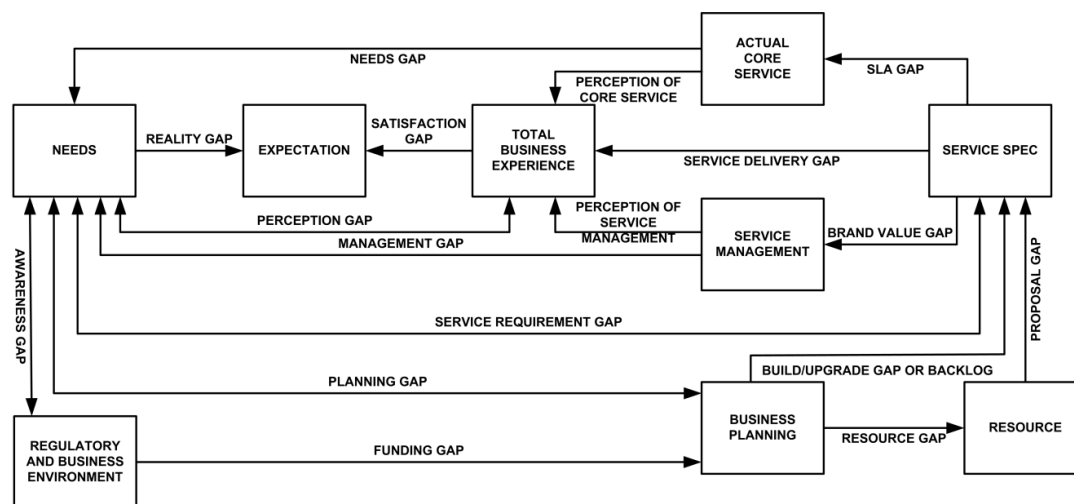 ACTUAL
CORE
SERVICE
NEEDS GAP
SLA GAP
PERCEPTION OF
CORE SERVICE
NEEDS
REALITY GAP
EXPECTATION
SATISFACTION
GAP
TOTAL
BUSINESS
EXPERIENCE
SERVICE DELIVERY GAP
SERVICE SPEC
PERCEPTION GAP
PERCEPTION OF
SERVICE
MANAGEMENT
MANAGEMENT GAP
SERVICE
MANAGEMENT
BRAND VALUE GAP
AWARENESS GAP
PROPOSAL GAP
SERVICE REQUIREMENT GAP
BUILD/UPGRADE GAP OR BACKLOG
PLANNING GAP
BUSINESS
PLANNING
RESOURCE GAP
RESOURCE
REGULATORY
AND BUSINESS
ENVIRONMENT
FUNDING GAP